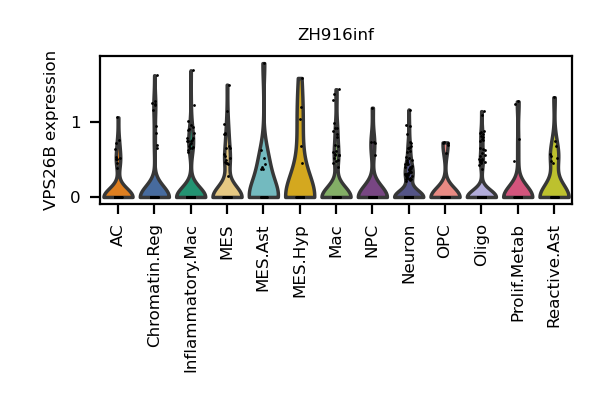 ZH916inf
VPS26B expression
1
0
AC
Chromatin.Reg
Inflammatory.Mac
MES
MES.Ast
MES.Hyp
Mac
NPC
Neuron
OPC
Oligo
Prolif.Metab
Reactive.Ast